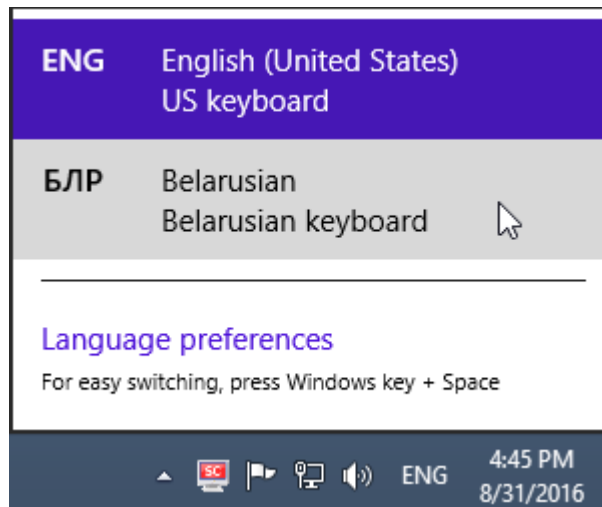 ENG English (United States)
US keyboard
БЛР Belarusian
Belarusian keyboard
Language preferences
For easy switching, press Windows key + Space
SC
ENG 4:45 PM
8/31/2016